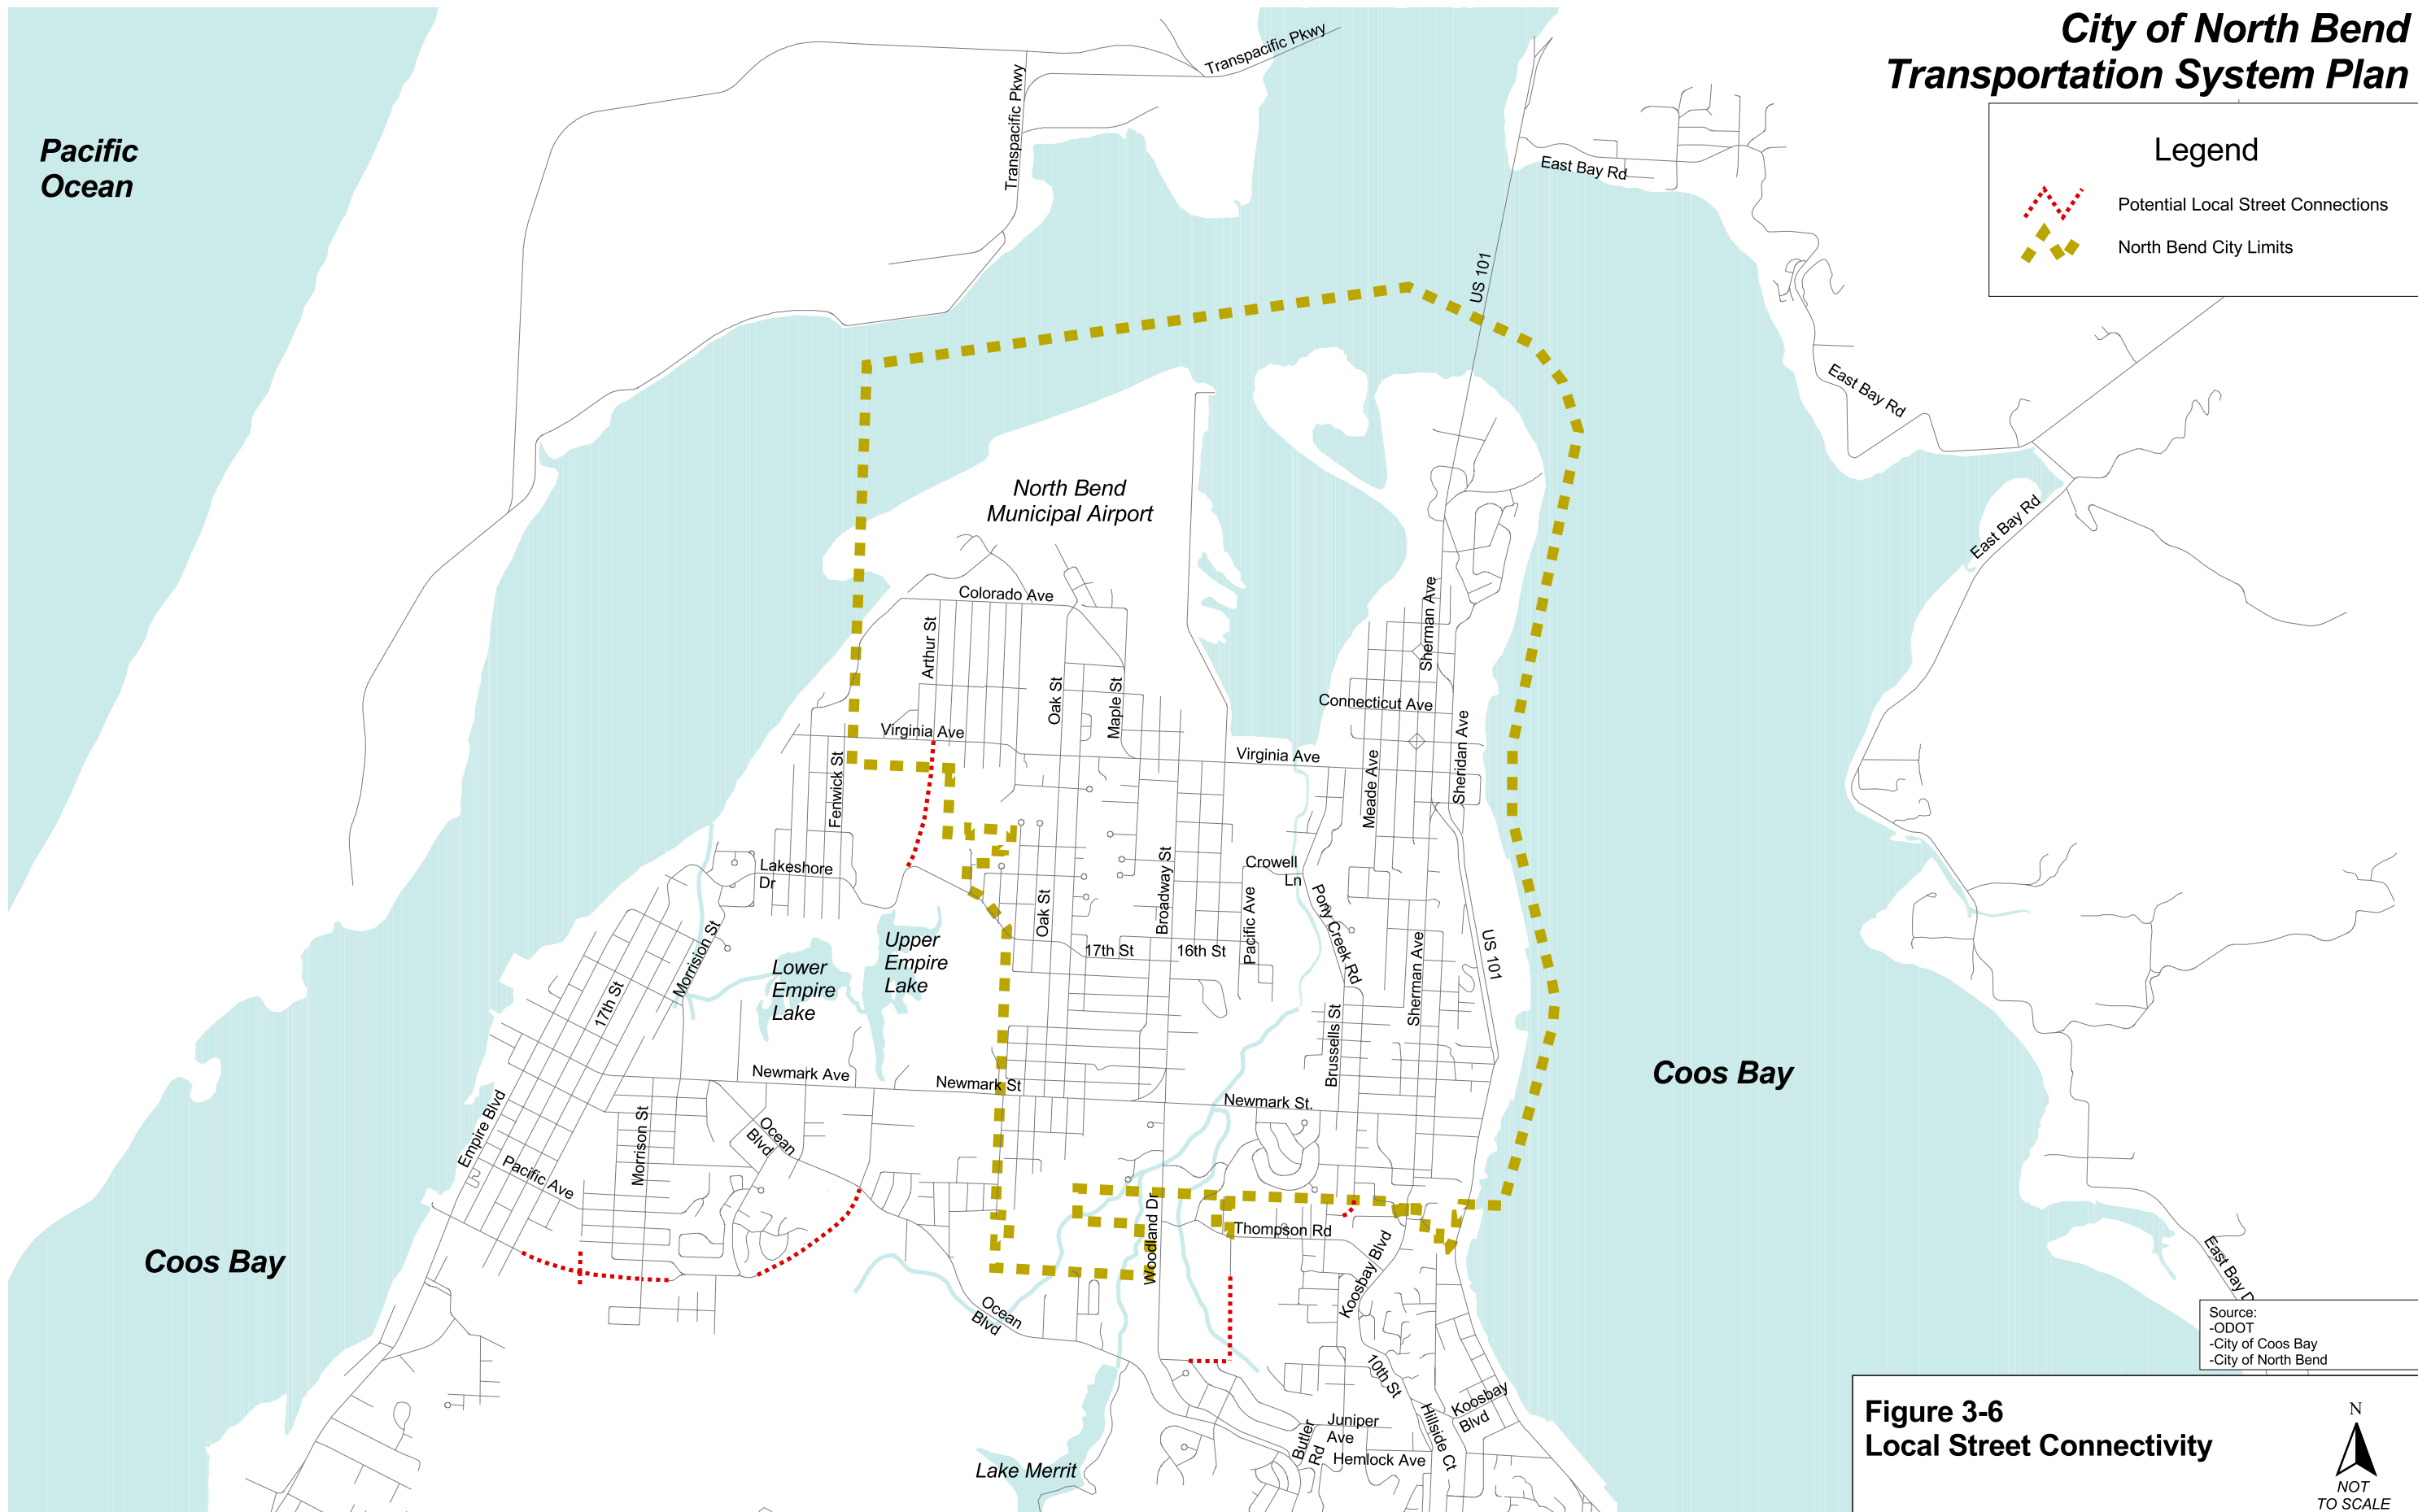 City of North Bend
Transportation System Plan
Legend
Potential Local Street Connections
North Bend City Limits
Pacific
Ocean
Transpacific Pkwy
Transpacific Pkwy
East Bay Rd
US 101
East Bay Rd
East Bay Rd
North Bend
Municipal Airport
Colorado Ave
Arthur St
Sherman Ave
Oak St
Maple St
Connecticut Ave
Virginia Ave
Virginia Ave
Sheridan Ave
Meade Ave
Fenwick St
Lakeshore
Dr
Crowell
Ln
Broadway St
Oak St
Pacific Ave
Pony Creek Rd
17th St
16th St
Sherman Ave
US 101
Morrision St
Upper
Empire
Lake
Lower
Empire
Lake
17th St
Brussells St
Newmark Ave
Newmark St
Newmark St.
Coos Bay
Empire Blvd
Morrison St
Ocean
Blvd
Pacific Ave
Woodland Dr
Thompson Rd
Koosbay Blvd
Coos Bay
Ocean
Blvd
East Bay D
10th St
Koosbay
Blvd
Hillside Ct
Juniper
Ave
Butler
Rd
Hemlock Ave
Lake Merrit
Source:
-ODOT
-City of Coos Bay
-City of North Bend
Figure 3-6
Local Street Connectivity
N
NOT
TO SCALE